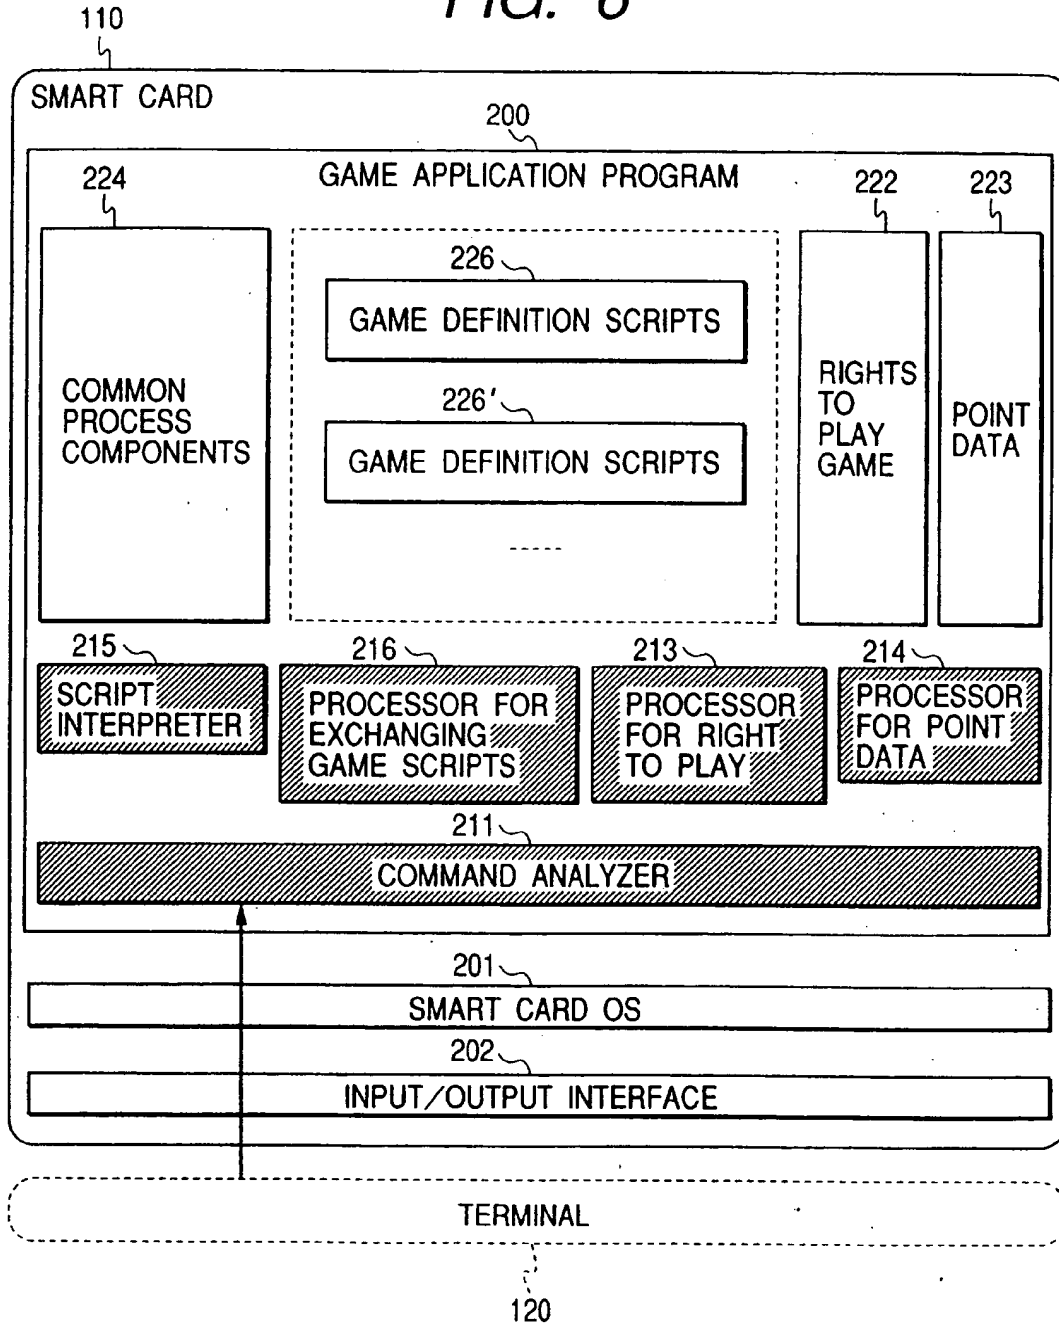 110
SMART CARD
200
GAME APPLICATION PROGRAM
224
222
223
226
GAME DEFINITION SCRIPTS
226'
GAME DEFINITION SCRIPTS
COMMON
PROCESS
COMPONENTS
RIGHTS
TO
PLAY
GAME
POINT
DATA
215
SCRIPT
INTERPRETER
216
PROCESSOR FOR
EXCHANGING
GAME SCRIPTS
213
PROCESSOR
FOR RIGHT
TO PLAY
214
PROCESSOR
FOR POINT
DATA
211
COMMAND ANALYZER
201
SMART CARD OS
202
INPUT/OUTPUT INTERFACE
TERMINAL
120